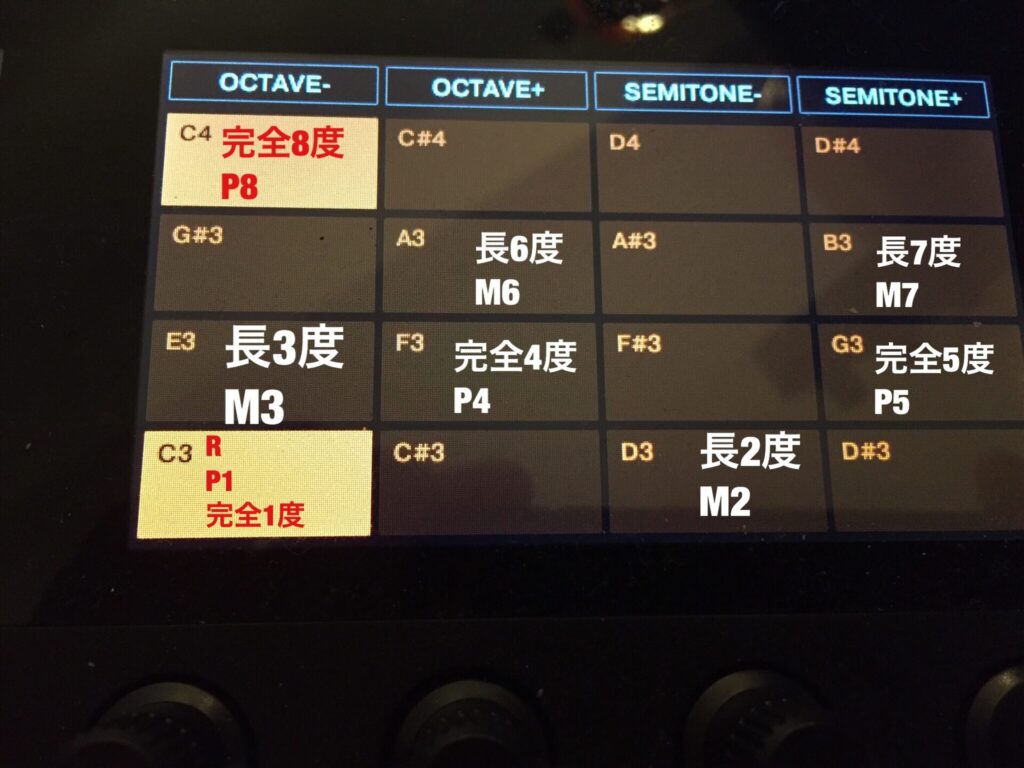 OCTAVE- OCTAVE+ SEMITONE- SEMITONE+
C4 完全8度
P8
C#4
D4
D#4
G#3
A3 長6度
M6
A#3
B3 長7度
M7
E3 長3度
M3
F3 完全4度
P4
F#3
G3 完全5度
P5
C3 R
P1
完全1度
C#3
D3 長2度
M2
D#3